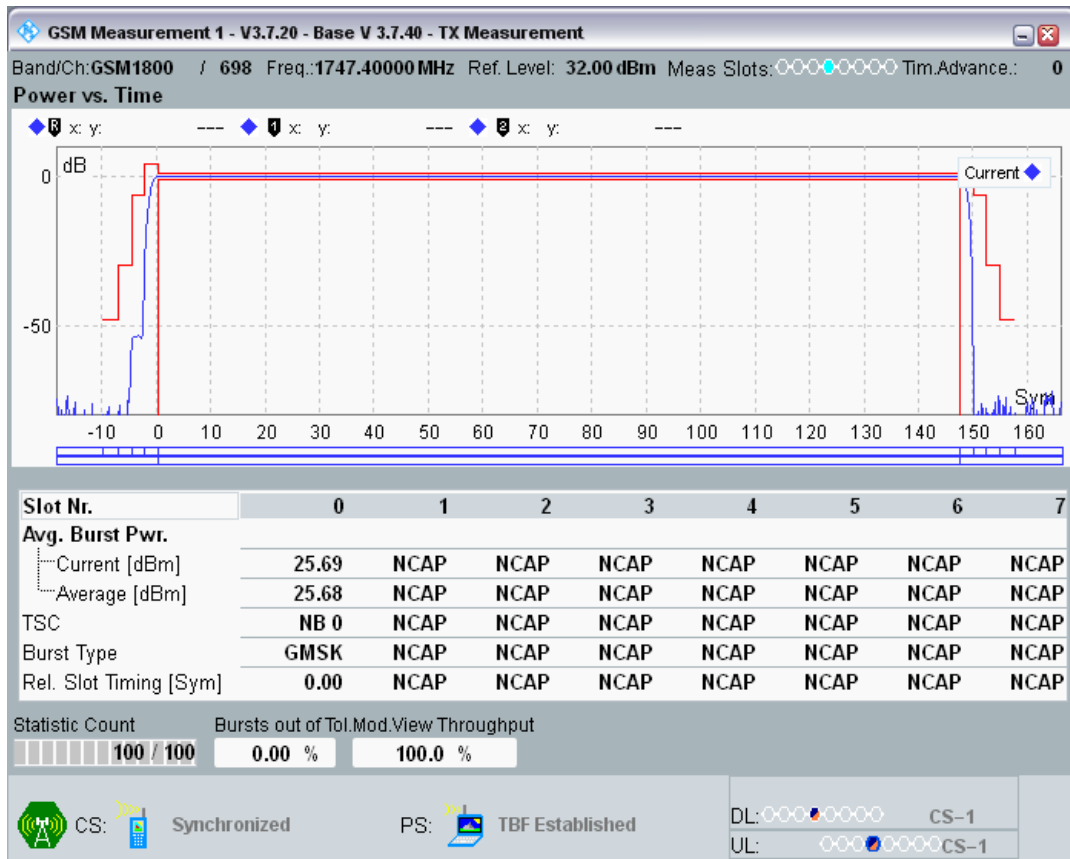 GSM Measurement 1 - V3.7.20 - Base V 3.7.40 - TX Measurement
Band/Ch:GSM1800 / 698 Freq.:1747.40000 MHz Ref. Level: 32.00 dBm Meas Slots: Tim.Advance.: 0
Power vs. Time
R x: y: --- 1 x: y: --- 2 x: y: ---
dB
Current
0
-50
Sym
-10 0 10 20 30 40 50 60 70 80 90 100 110 120 130 140 150 160
Slot Nr. 0 1 2 3 4 5 6 7
Avg. Burst Pwr.
Current [dBm] 25.69 NCAP NCAP NCAP NCAP NCAP NCAP NCAP
Average [dBm] 25.68 NCAP NCAP NCAP NCAP NCAP NCAP NCAP
TSC NB 0 NCAP NCAP NCAP NCAP NCAP NCAP NCAP
Burst Type GMSK NCAP NCAP NCAP NCAP NCAP NCAP NCAP
Rel. Slot Timing [Sym] 0.00 NCAP NCAP NCAP NCAP NCAP NCAP NCAP
Statistic Count Bursts out of Tol.Mod.View Throughput
100 / 100 0.00 % 100.0 %
CS: Synchronized PS: TBF Established DL: CS-1
UL: CS-1